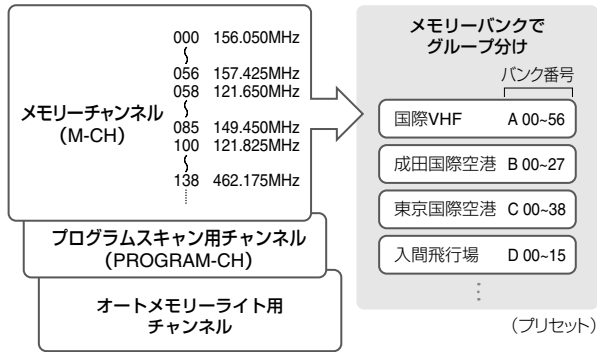 メモリーチャンネル
(M-CH)
000 156.050MHz
〜
056 157.425MHz
058 121.650MHz
〜
085 149.450MHz
100 121.825MHz
〜
138 462.175MHz
プログラムスキャン用チャンネル
(PROGRAM-CH)
オートメモリーライト用
チャンネル
メモリーバンクで
グループ分け
バンク番号
国際VHF A 00~56
成田国際空港 B 00~27
東京国際空港 C 00~38
入間飛行場 D 00~15
(プリセット)